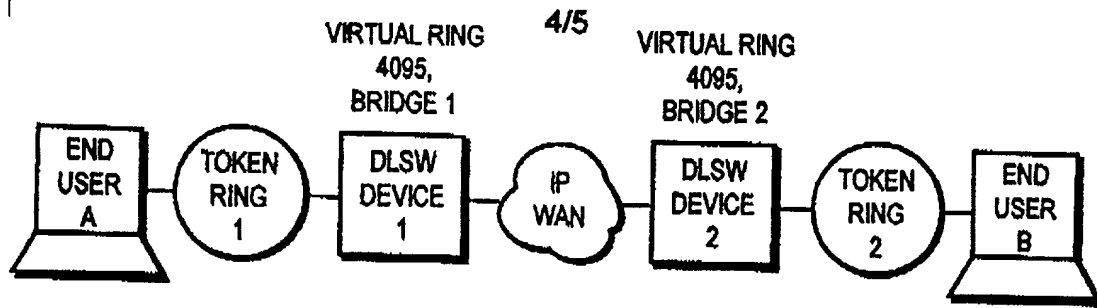 4/5
VIRTUAL RING
4095,
BRIDGE 1
VIRTUAL RING
4095,
BRIDGE 2
END
USER
A
TOKEN
RING
1
DLSW
DEVICE
1
IP
WAN
DLSW
DEVICE
2
TOKEN
RING
2
END
USER
B